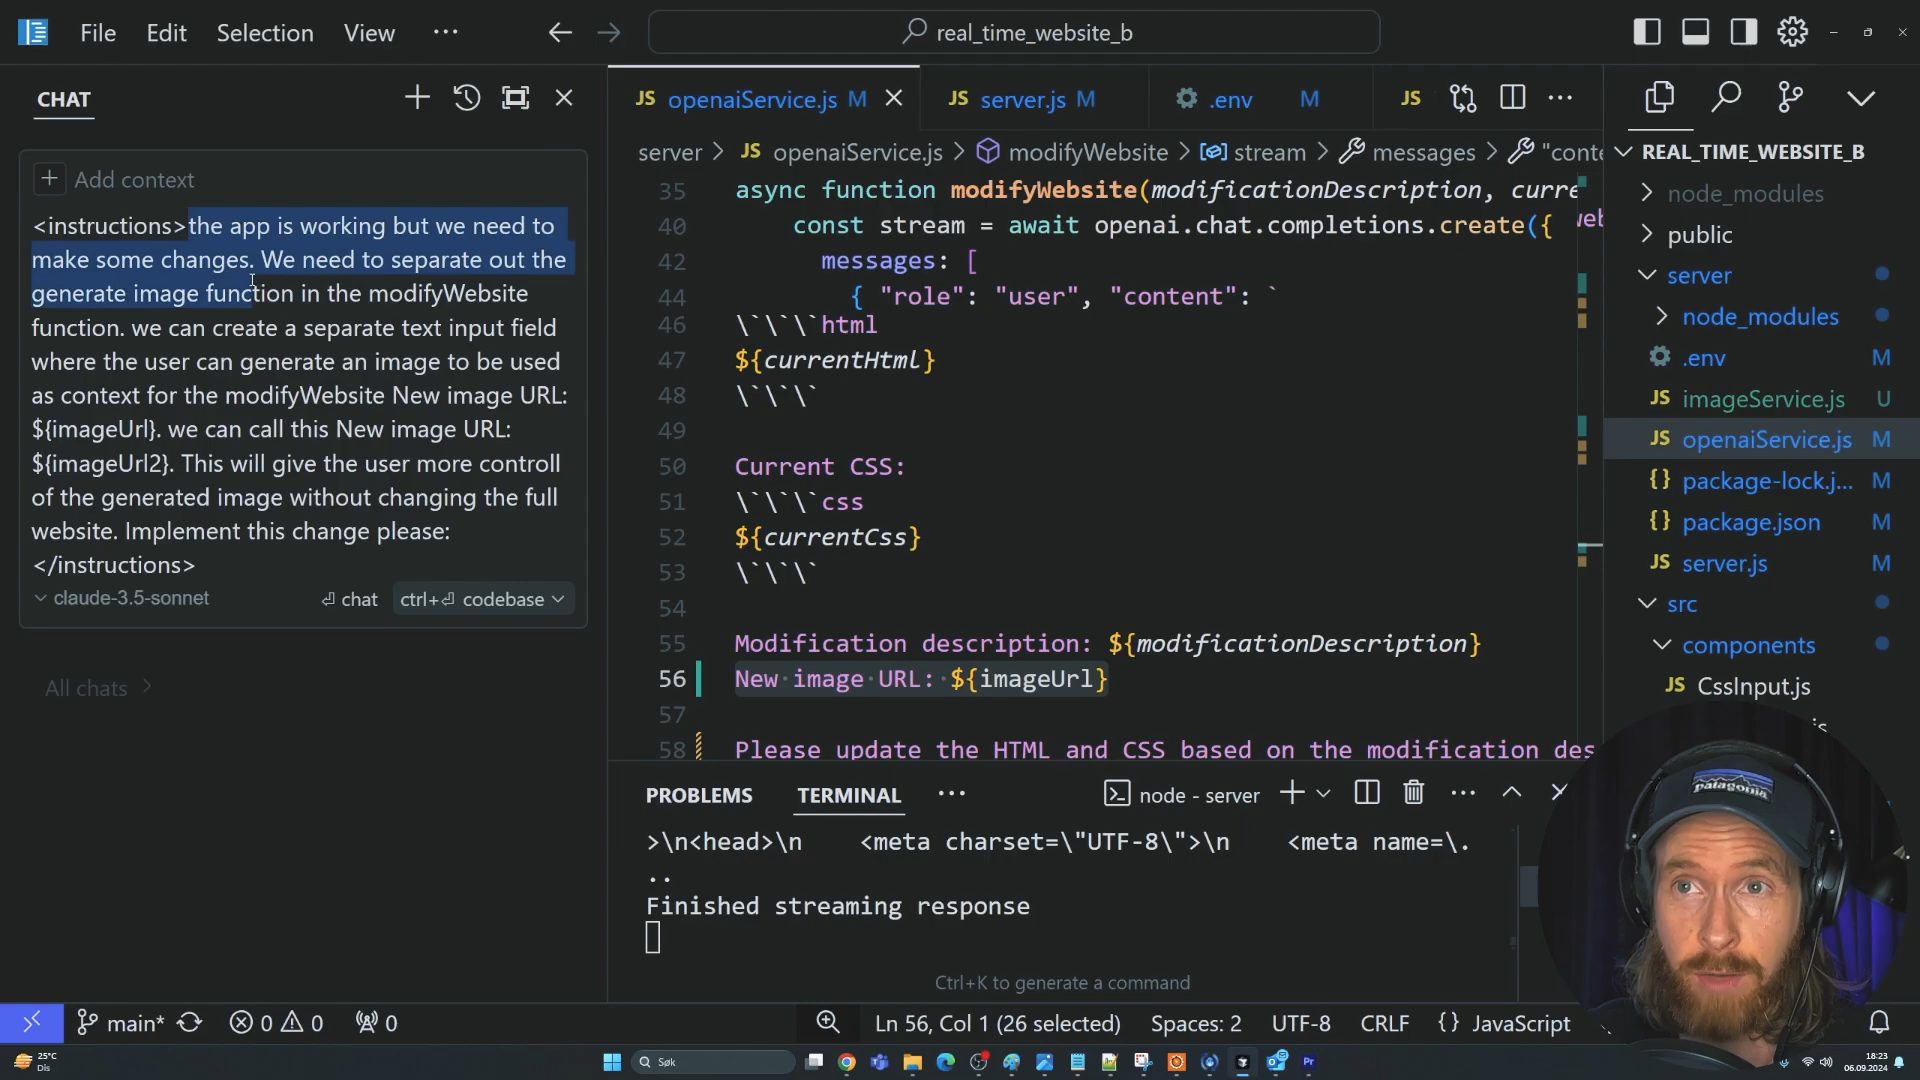 File Edit Selection View ...
real_time_website_b
CHAT
Add context
<instructions>the app is working but we need to
make some changes. We need to separate out the
generate image function in the modifyWebsite
function. we can create a separate text input field
where the user can generate an image to be used
as context for the modifyWebsite New image URL:
${imageUrl}. we can call this New image URL:
${imageUrl2}. This will give the user more controll
of the generated image without changing the full
website. Implement this change please:
</instructions>
claude-3.5-sonnet ⏎ chat ctrl+⏎ codebase
All chats
JS openaiService.js M JS server.js M .env M JS
server > JS openaiService.js > modifyWebsite > stream > messages > "conte
35 async function modifyWebsite(modificationDescription, curre
40 const stream = await openai.chat.completions.create({
42 messages: [
44 { "role": "user", "content": `
46 \`\`\`html
47 ${currentHtml}
48 \`\`\`
49
50 Current CSS:
51 \`\`\`css
52 ${currentCss}
53 \`\`\`
54
55 Modification description: ${modificationDescription}
56 New image URL: ${imageUrl}
57
58 Please update the HTML and CSS based on the modification des
PROBLEMS TERMINAL ... node - server
>\n<head>\n    <meta charset=\"UTF-8\">\n    <meta name=\.
..
Finished streaming response
Ctrl+K to generate a command
REAL_TIME_WEBSITE_B
node_modules
public
server
node_modules
.env M
JS imageService.js U
JS openaiService.js M
{} package-lock.j... M
{} package.json M
JS server.js M
src
components
JS CssInput.js
patagonia
main* 0 0 0
Ln 56, Col 1 (26 selected) Spaces: 2 UTF-8 CRLF {} JavaScript
25°C
Dis
Søk
18:23
06.09.2024